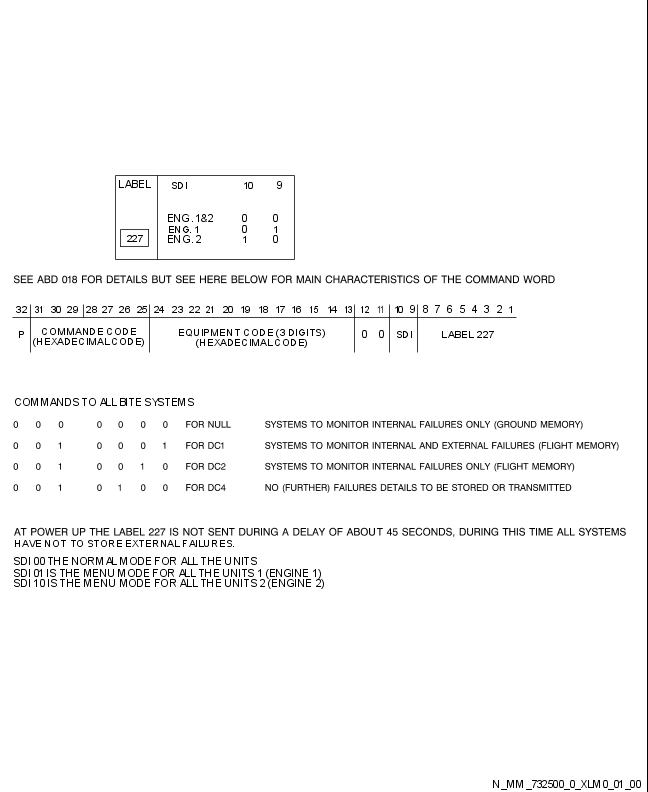 LABEL SDI 10 9
ENG. 1&2 0 0
ENG. 1 0 1
227 ENG. 2 1 0
SEE ABD 018 FOR DETAILS BUT SEE HERE BELOW FOR MAIN CHARACTERISTICS OF THE COMMAND WORD
32 31 30 29 28 27 26 25 24 23 22 21 20 19 18 17 16 15 14 13 12 11 10 9 8 7 6 5 4 3 2 1
P COMMANDE CODE (HEXADECIMAL CODE) EQUIPMENT CODE (3 DIGITS) (HEXADECIMAL CODE) 0 0 SDI LABEL 227
COMMANDS TO ALL BITE SYSTEMS
0 0 0 0 0 0 0 FOR NULL SYSTEMS TO MONITOR INTERNAL FAILURES ONLY (GROUND MEMORY)
0 0 1 0 0 0 1 FOR DC1 SYSTEMS TO MONITOR INTERNAL AND EXTERNAL FAILURES (FLIGHT MEMORY)
0 0 1 0 0 1 0 FOR DC2 SYSTEMS TO MONITOR INTERNAL FAILURES ONLY (FLIGHT MEMORY)
0 0 1 0 1 0 0 FOR DC4 NO (FURTHER) FAILURES DETAILS TO BE STORED OR TRANSMITTED
AT POWER UP THE LABEL 227 IS NOT SENT DURING A DELAY OF ABOUT 45 SECONDS, DURING THIS TIME ALL SYSTEMS
HAVE NOT TO STORE EXTERNAL FAILURES.
SDI 00 THE NORMAL MODE FOR ALL THE UNITS
SDI 01 IS THE MENU MODE FOR ALL THE UNITS 1 (ENGINE 1)
SDI 10 IS THE MENU MODE FOR ALL THE UNITS 2 (ENGINE 2)
N_MM_732500_0_XLM0_01_00